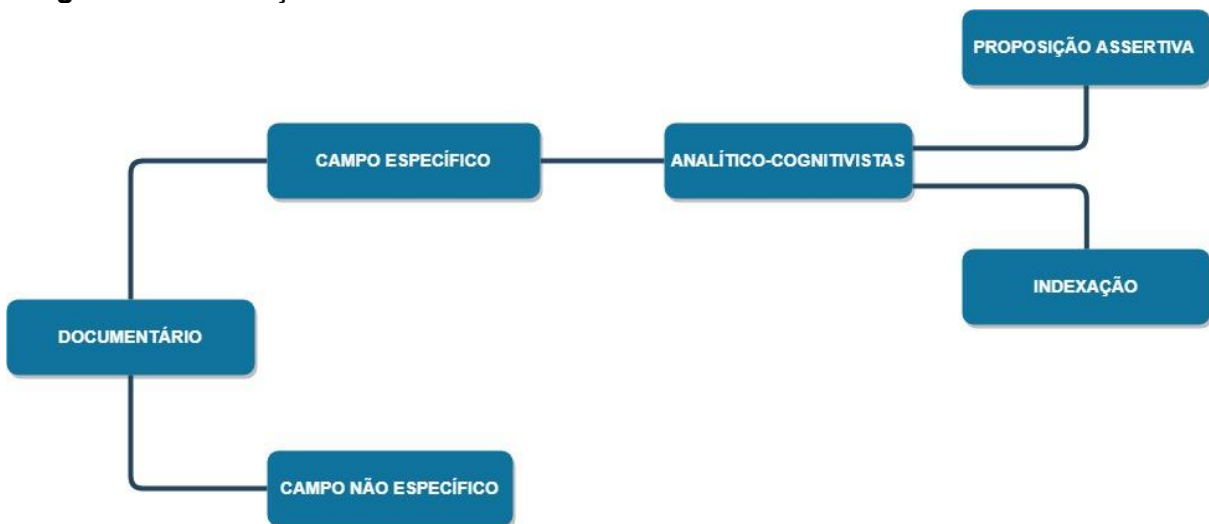 PROPOSIÇÃO ASSERTIVA
CAMPO ESPECÍFICO
ANALÍTICO-COGNITIVISTAS
INDEXAÇÃO
DOCUMENTÁRIO
CAMPO NÃO ESPECÍFICO